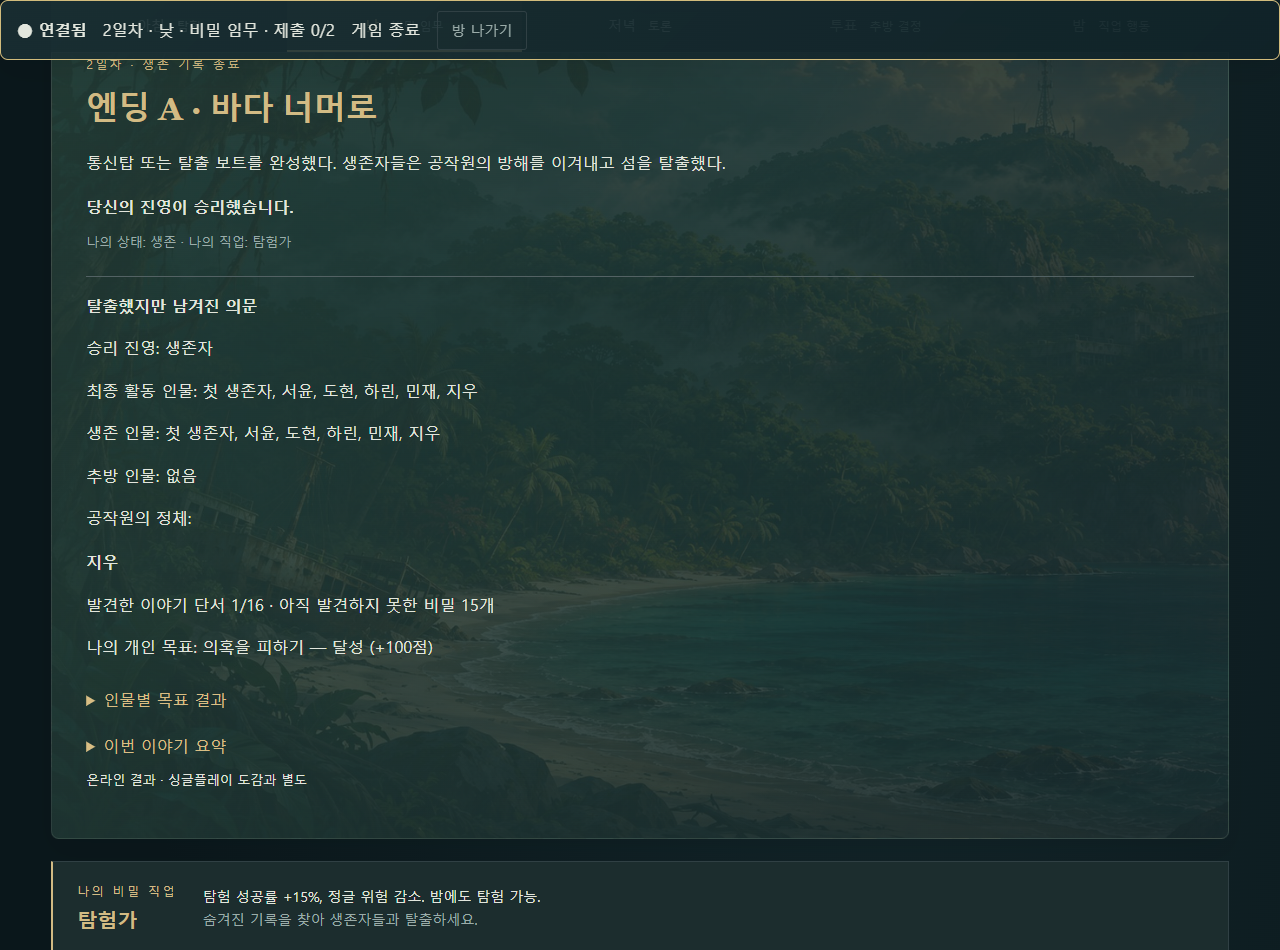 연결됨 2일차 · 낮 · 비밀 임무 · 제출 0/2 게임 종료 방 나가기
2일차 · 생존 기록 종료
엔딩 A · 바다 너머로
통신탑 또는 탈출 보트를 완성했다. 생존자들은 공작원의 방해를 이겨내고 섬을 탈출했다.
당신의 진영이 승리했습니다.
나의 상태: 생존 · 나의 직업: 탐험가
탈출했지만 남겨진 의문
승리 진영: 생존자
최종 활동 인물: 첫 생존자, 서윤, 도현, 하린, 민재, 지우
생존 인물: 첫 생존자, 서윤, 도현, 하린, 민재, 지우
추방 인물: 없음
공작원의 정체:
지우
발견한 이야기 단서 1/16 · 아직 발견하지 못한 비밀 15개
나의 개인 목표: 의혹을 피하기 — 달성 (+100점)
▶ 인물별 목표 결과
▶ 이번 이야기 요약
온라인 결과 · 싱글플레이 도감과 별도
나의 비밀 직업
탐험가
탐험 성공률 +15%, 정글 위험 감소. 밤에도 탐험 가능.
숨겨진 기록을 찾아 생존자들과 탈출하세요.